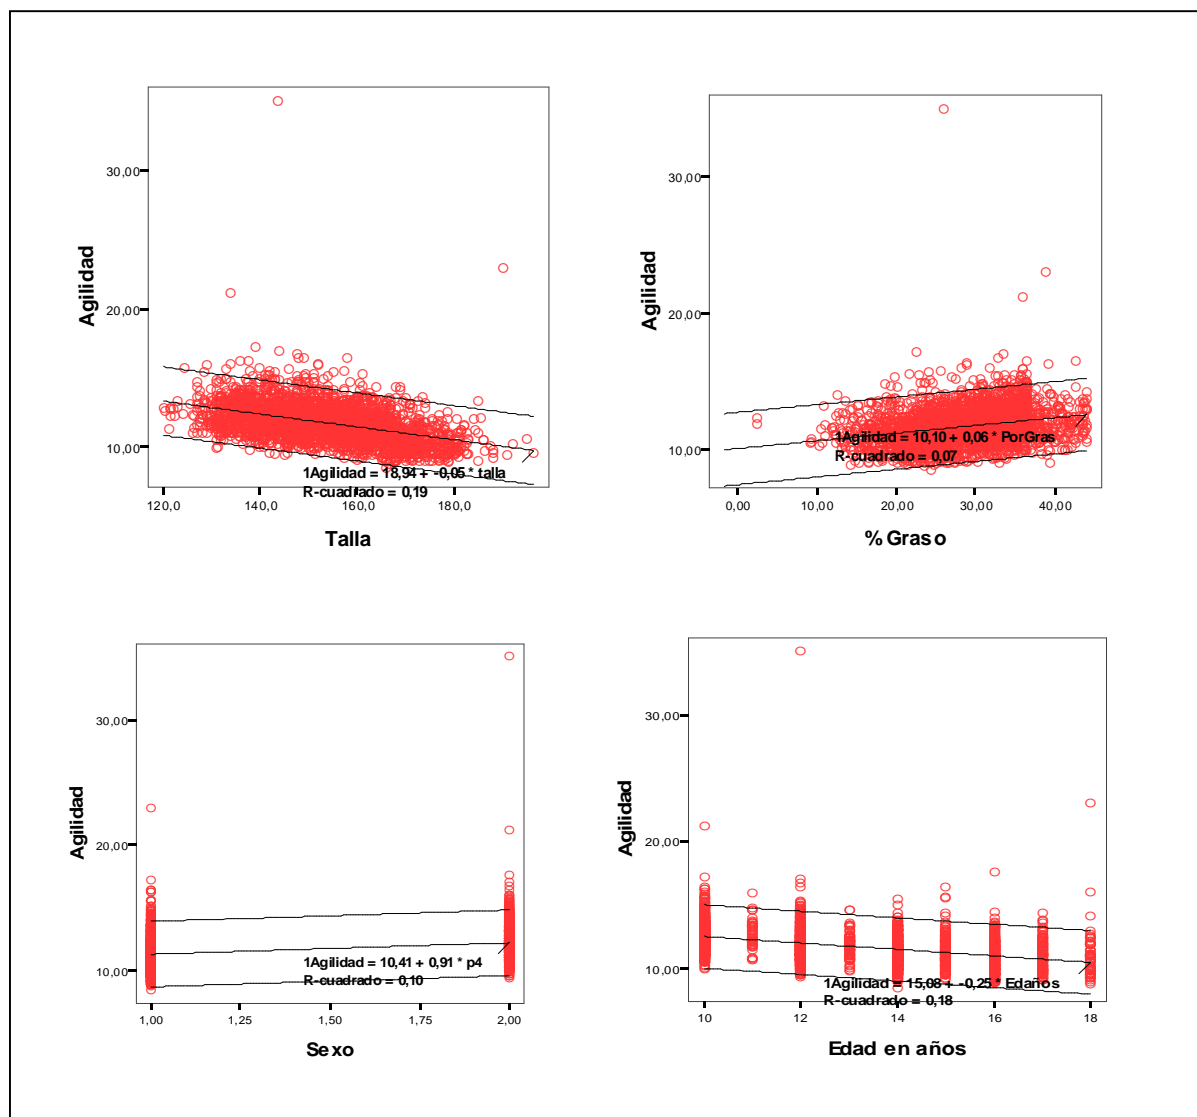 30,00
20,00
10,00
Agilidad
1Agilidad = 18,94 + -0,05 * talla
R-cuadrado = 0,19
120,0 140,0 160,0 180,0
Talla
30,00
20,00
10,00
Agilidad
1Agilidad = 10,10 + 0,06 * PorGras
R-cuadrado = 0,07
0,00 10,00 20,00 30,00 40,00
% Graso
30,00
20,00
10,00
Agilidad
1Agilidad = 10,41 + 0,91 * p4
R-cuadrado = 0,10
1,00 1,25 1,50 1,75 2,00
Sexo
30,00
20,00
10,00
Agilidad
1Agilidad = 15,08 + -0,25 * Edaños
R-cuadrado = 0,18
10 12 14 16 18
Edad en años